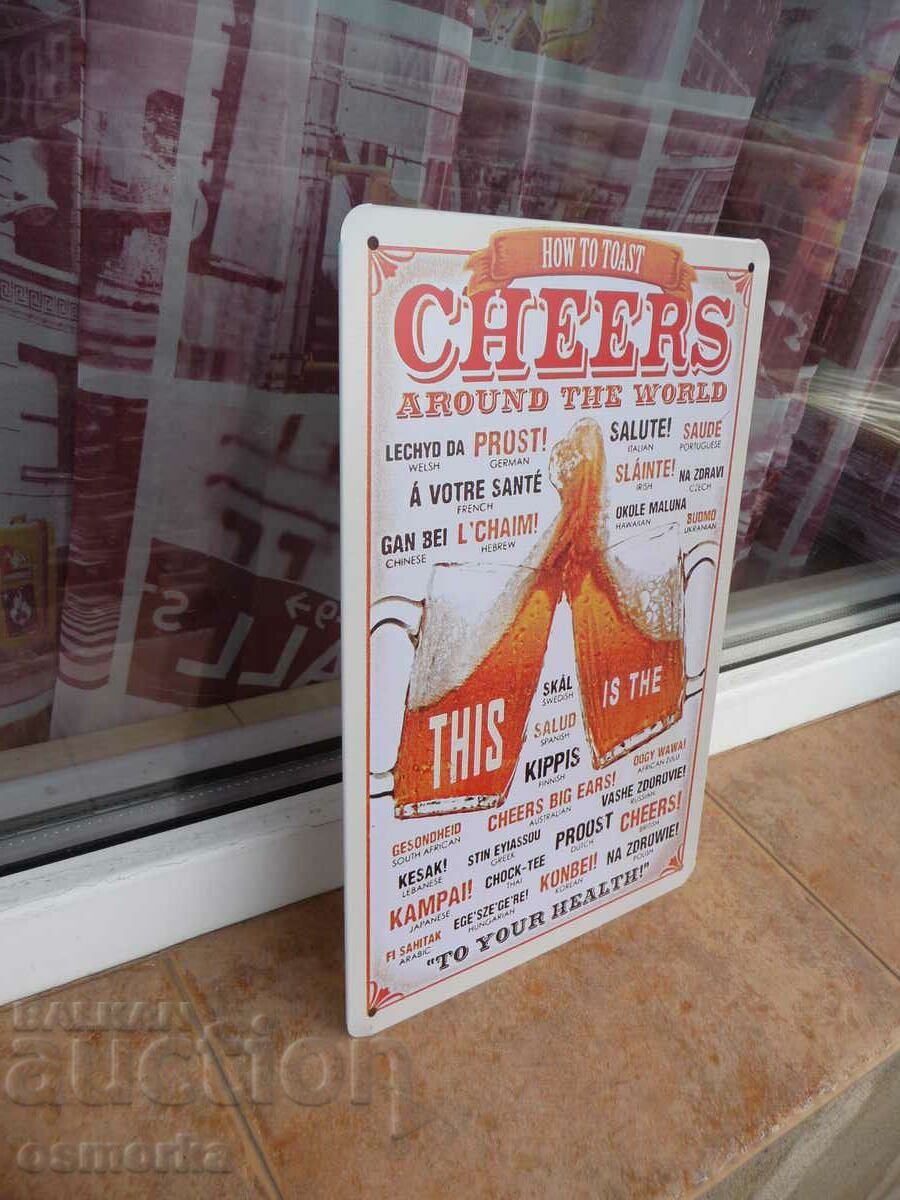 HOW TO TOAST
CHEERS
AROUND THE WORLD
LECHYD DA
WELSH
PROST!
GERMAN
SALUTE!
ITALIAN
SAUDE
PORTUGUESE
Á VOTRE SANTÉ
FRENCH
SLÁINTE!
IRISH
NA ZDRAVI
CZECH
GAN BEI
CHINESE
L'CHAIM!
HEBREW
OKOLE MALUNA
HAWAIIAN
BUDMO
UKRANIAN
THIS
IS THE
SKÅL
SWEDISH
SALUD
SPANISH
KIPPIS
FINNISH
OOGY WAWA!
AFRICAN ZULU
CHEERS BIG EARS!
AUSTRALIAN
VASHE ZDORUVIE!
RUSSIAN
GESONDHEID
SOUTH AFRICAN
STIN EYIASSOU
GREEK
PROOST
DUTCH
CHEERS!
BRITISH
KESAK!
LEBANESE
CHOCK-TEE
THAI
KONBEI!
KOREAN
NA ZDROWIE!
POLISH
KAMPAI!
JAPANESE
EGE'SZE'GE'RE!
HUNGARIAN
FI SAHITAK
ARABIC
"TO YOUR HEALTH!"
BALKAN
auction
osmorka